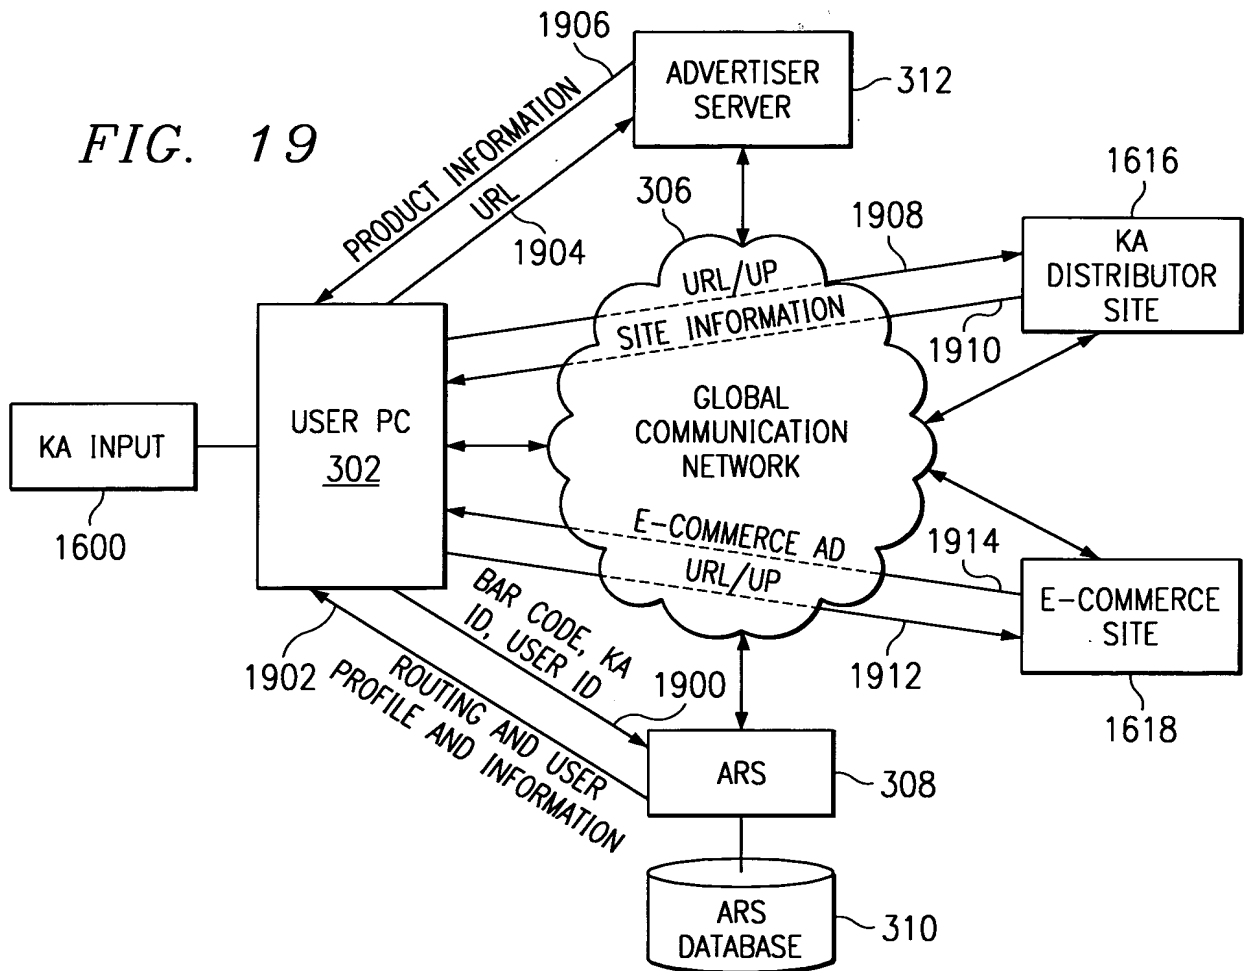 FIG. 19
1906
ADVERTISER
SERVER
312
PRODUCT INFORMATION
URL
1904
306
1908
1616
KA
DISTRIBUTOR
SITE
URL/UP
SITE INFORMATION
1910
GLOBAL
COMMUNICATION
NETWORK
USER PC
302
KA INPUT
1600
E-COMMERCE AD
URL/UP
1914
1912
E-COMMERCE
SITE
1618
BAR CODE, KA
ID, USER ID
1900
1902
ROUTING AND USER
PROFILE AND INFORMATION
ARS
308
ARS
DATABASE
310